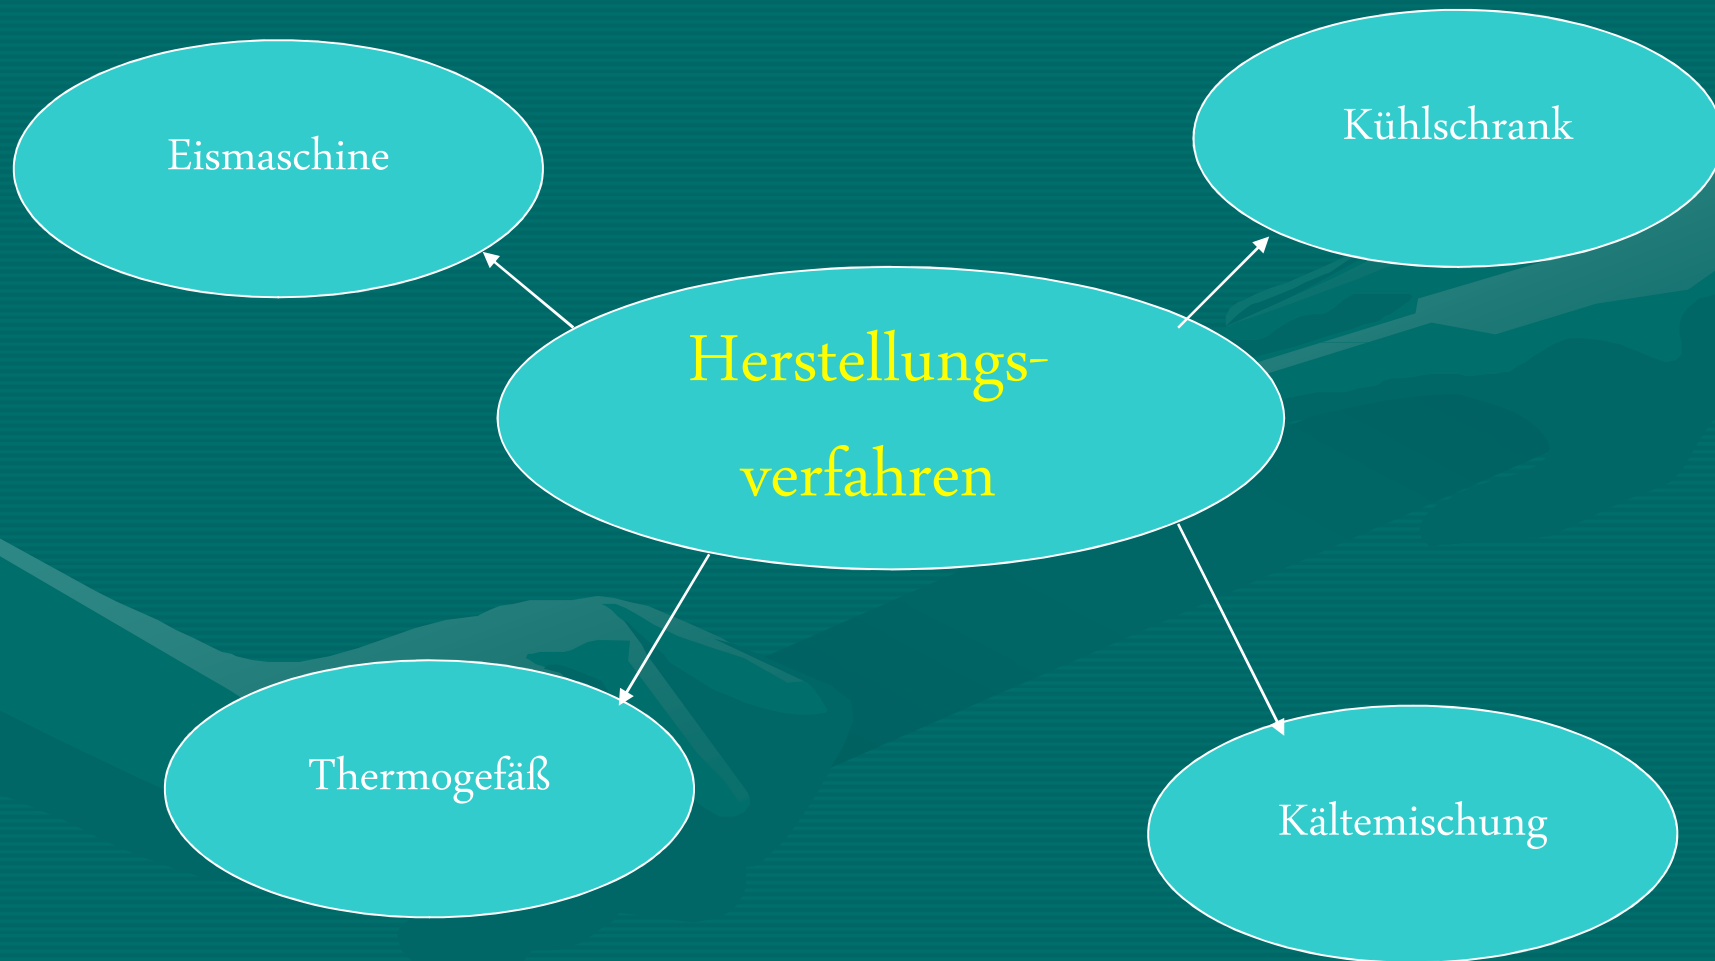 Eismaschine
Kühlschrank
Herstellungs-
verfahren
Thermogefäß
Kältemischung